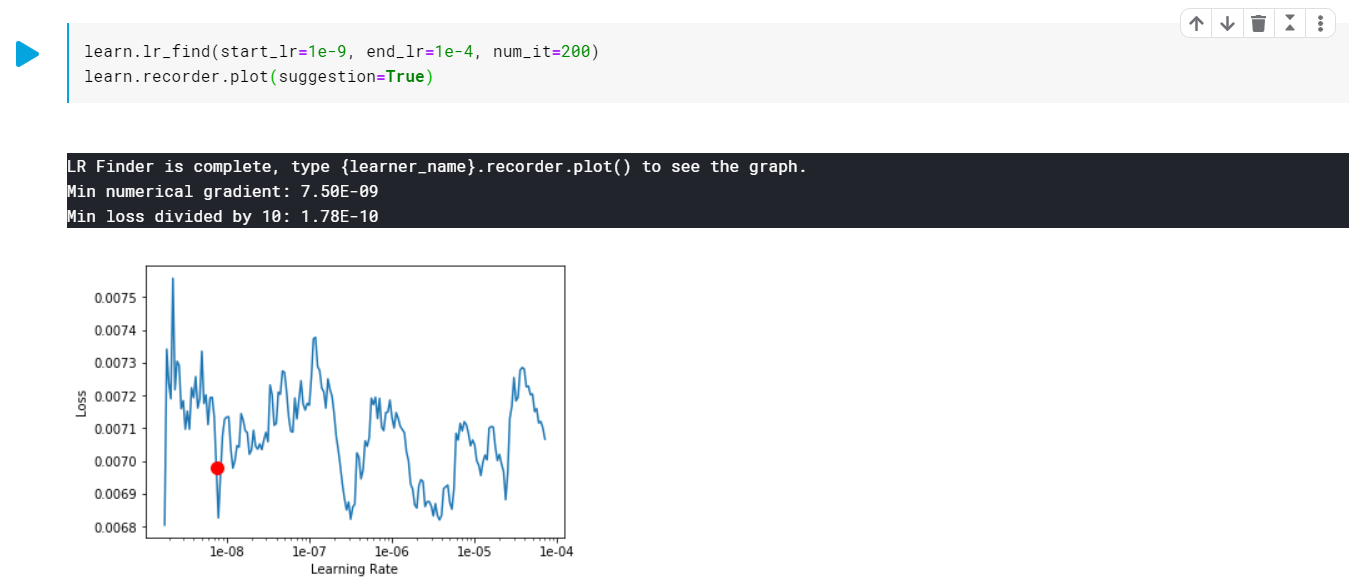 learn.lr_find(start_lr=1e-9, end_lr=1e-4, num_it=200)
learn.recorder.plot(suggestion=True)
LR Finder is complete, type {learner_name}.recorder.plot() to see the graph.
Min numerical gradient: 7.50E-09
Min loss divided by 10: 1.78E-10
0.0075
0.0074
0.0073
0.0072
0.0071
0.0070
0.0069
0.0068
Loss
1e-08 1e-07 1e-06 1e-05 1e-04
Learning Rate